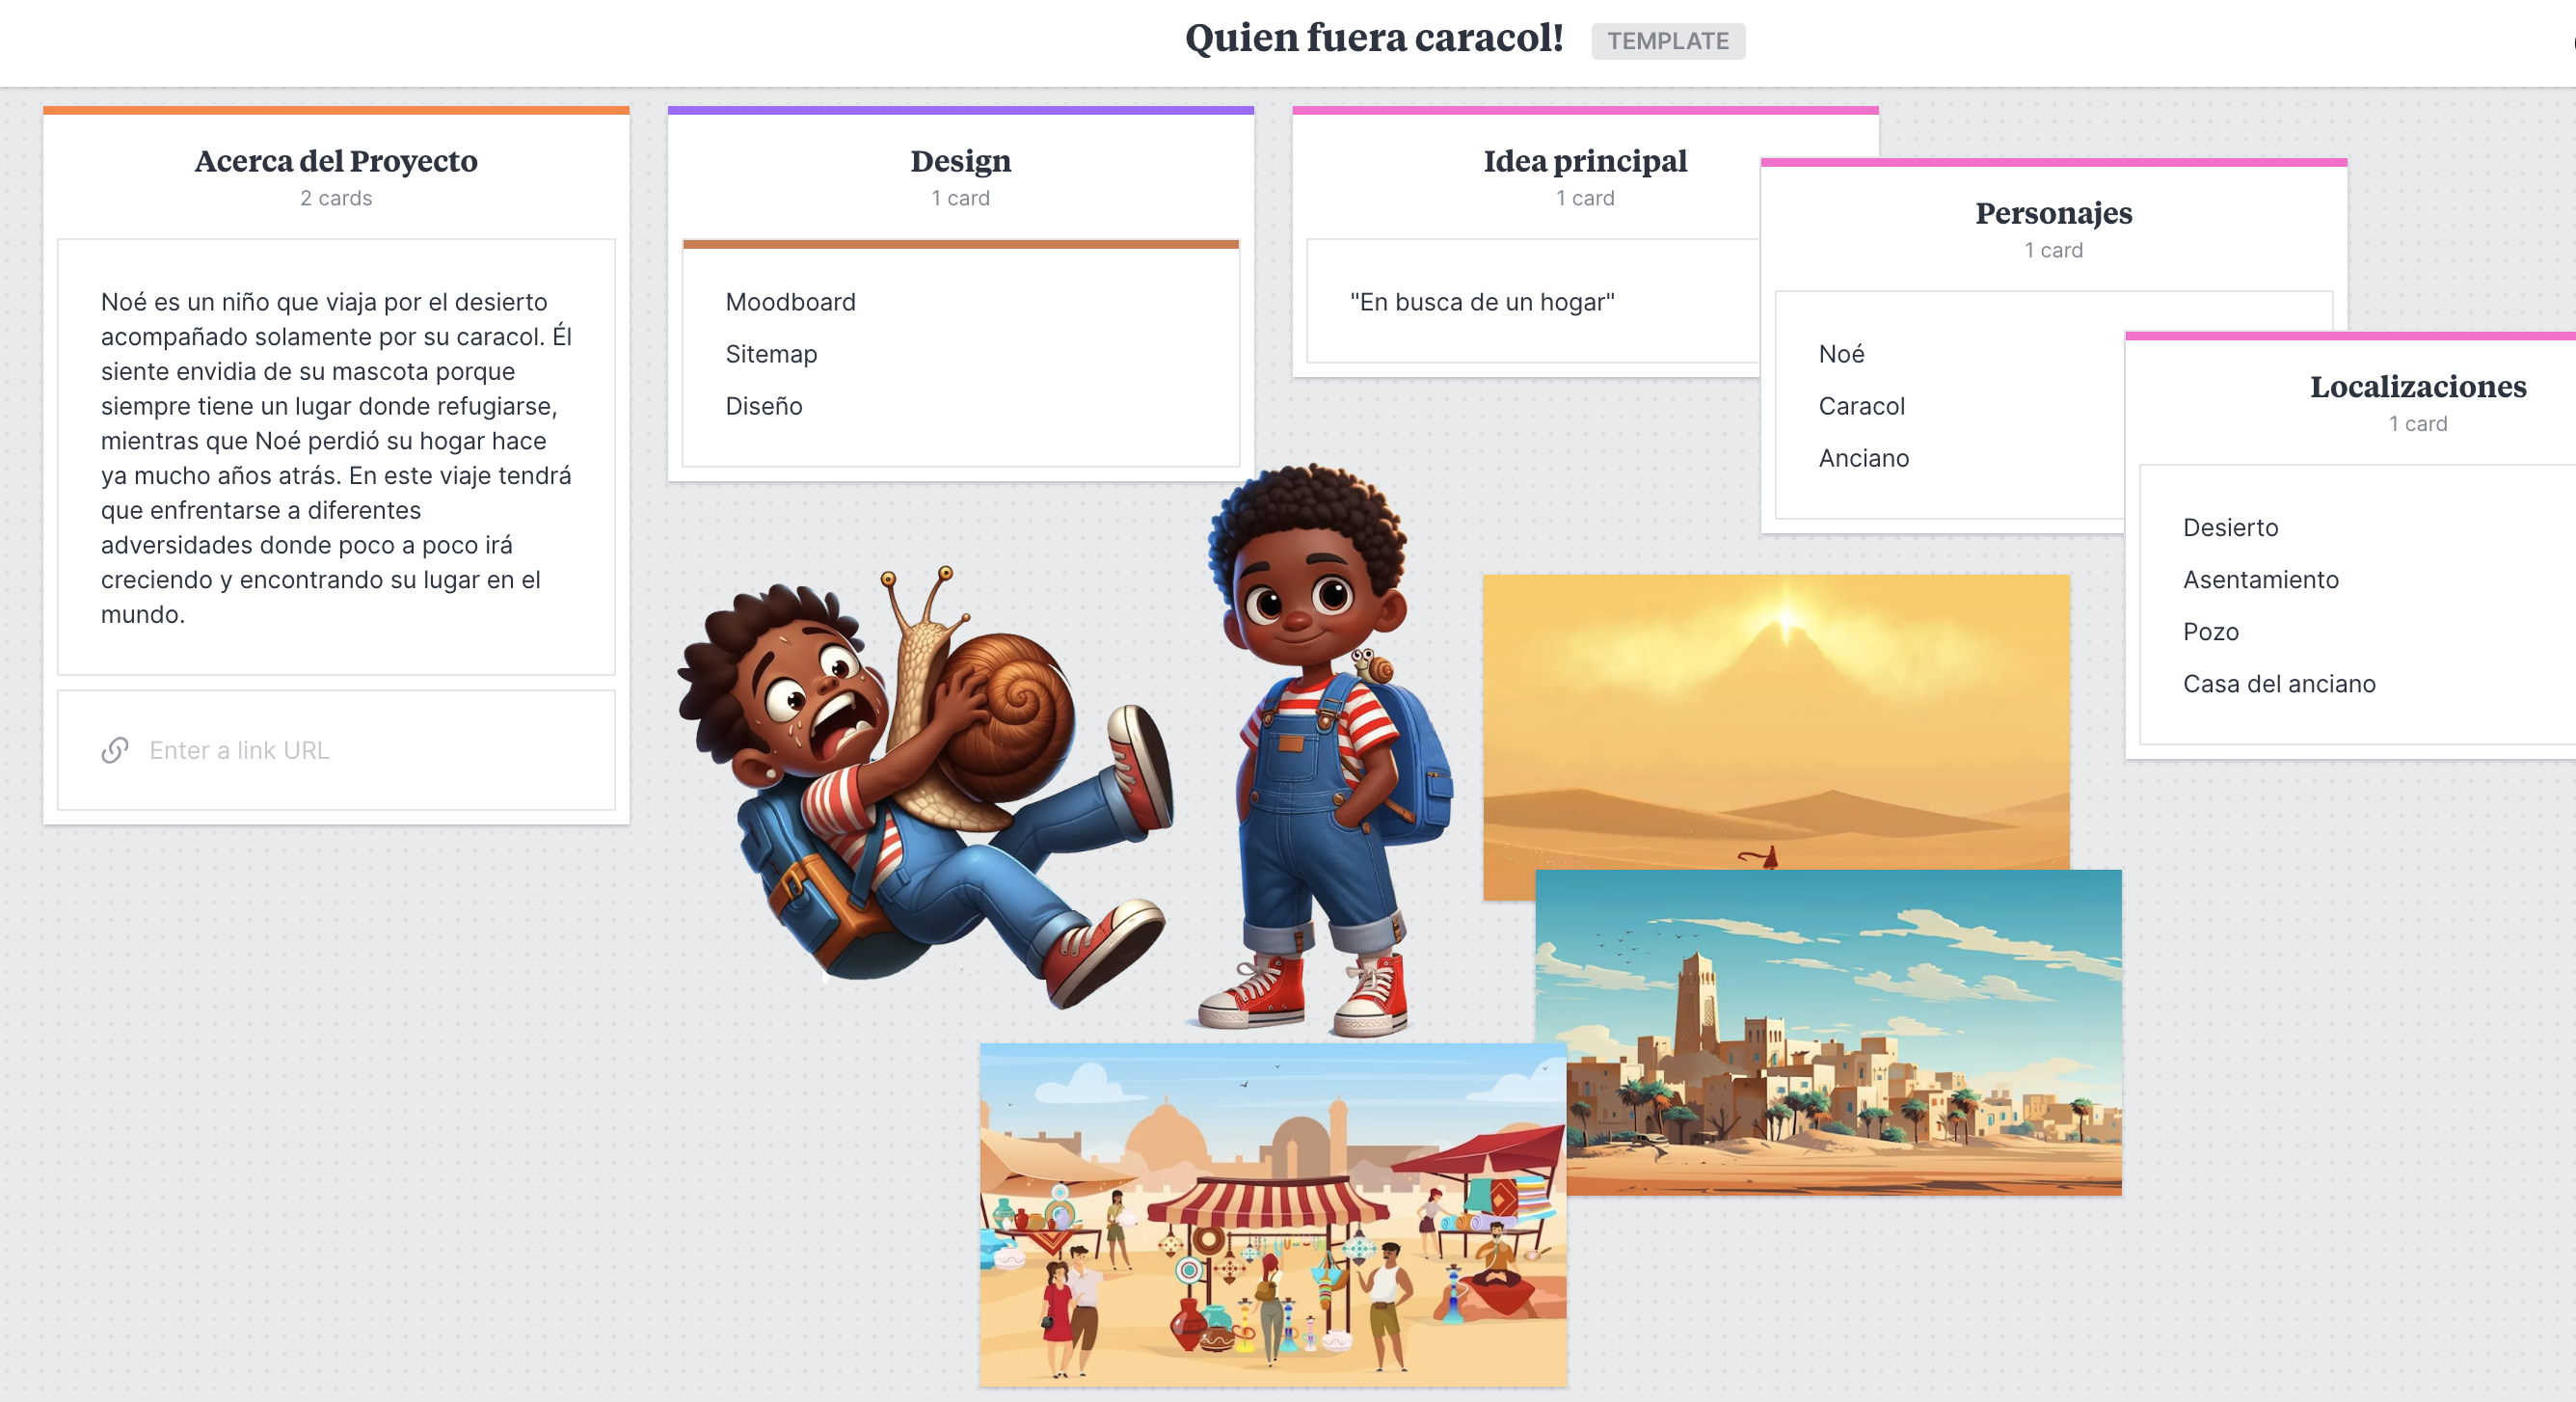 Quien fuera caracol!
TEMPLATE
Acerca del Proyecto
2 cards
Noé es un niño que viaja por el desierto
acompañado solamente por su caracol. Él
siente envidia de su mascota porque
siempre tiene un lugar donde refugiarse,
mientras que Noé perdió su hogar hace
ya mucho años atrás. En este viaje tendrá
que enfrentarse a diferentes
adversidades donde poco a poco irá
creciendo y encontrando su lugar en el
mundo.
Enter a link URL
Design
1 card
Moodboard
Sitemap
Diseño
Idea principal
1 card
"En busca de un hogar"
Personajes
1 card
Noé
Caracol
Anciano
Localizaciones
1 card
Desierto
Asentamiento
Pozo
Casa del anciano